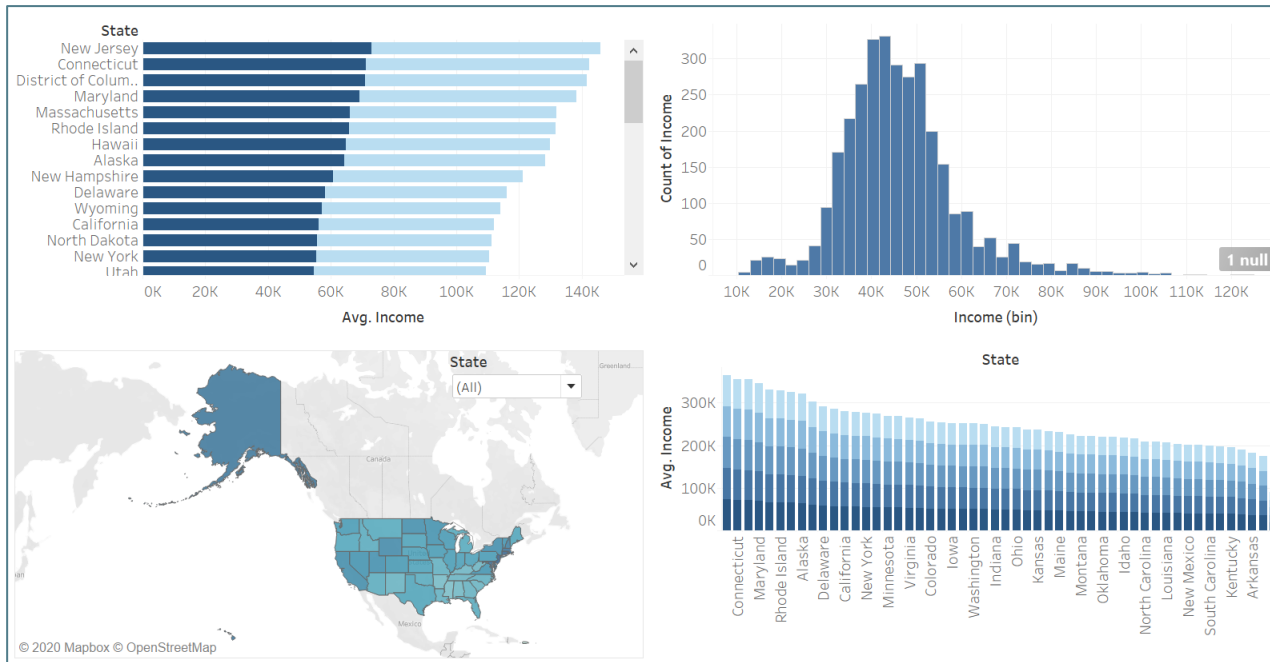 State
New Jersey
Connecticut
District of Colum..
Maryland
Massachusetts
Rhode Island
Hawaii
Alaska
New Hampshire
Delaware
Wyoming
California
North Dakota
New York
Utah
0K 20K 40K 60K 80K 100K 120K 140K
Avg. Income
Count of Income
300
250
200
150
100
50
0
1 null
10K 20K 30K 40K 50K 60K 70K 80K 90K 100K 110K 120K
Income (bin)
State
(All)
Greenland
Canada
Mexico
© 2020 Mapbox © OpenStreetMap
State
Avg. Income
300K
200K
100K
0K
Connecticut
Maryland
Rhode Island
Alaska
Delaware
California
New York
Minnesota
Virginia
Colorado
Iowa
Washington
Indiana
Ohio
Kansas
Maine
Montana
Oklahoma
Idaho
North Carolina
Louisiana
New Mexico
South Carolina
Kentucky
Arkansas